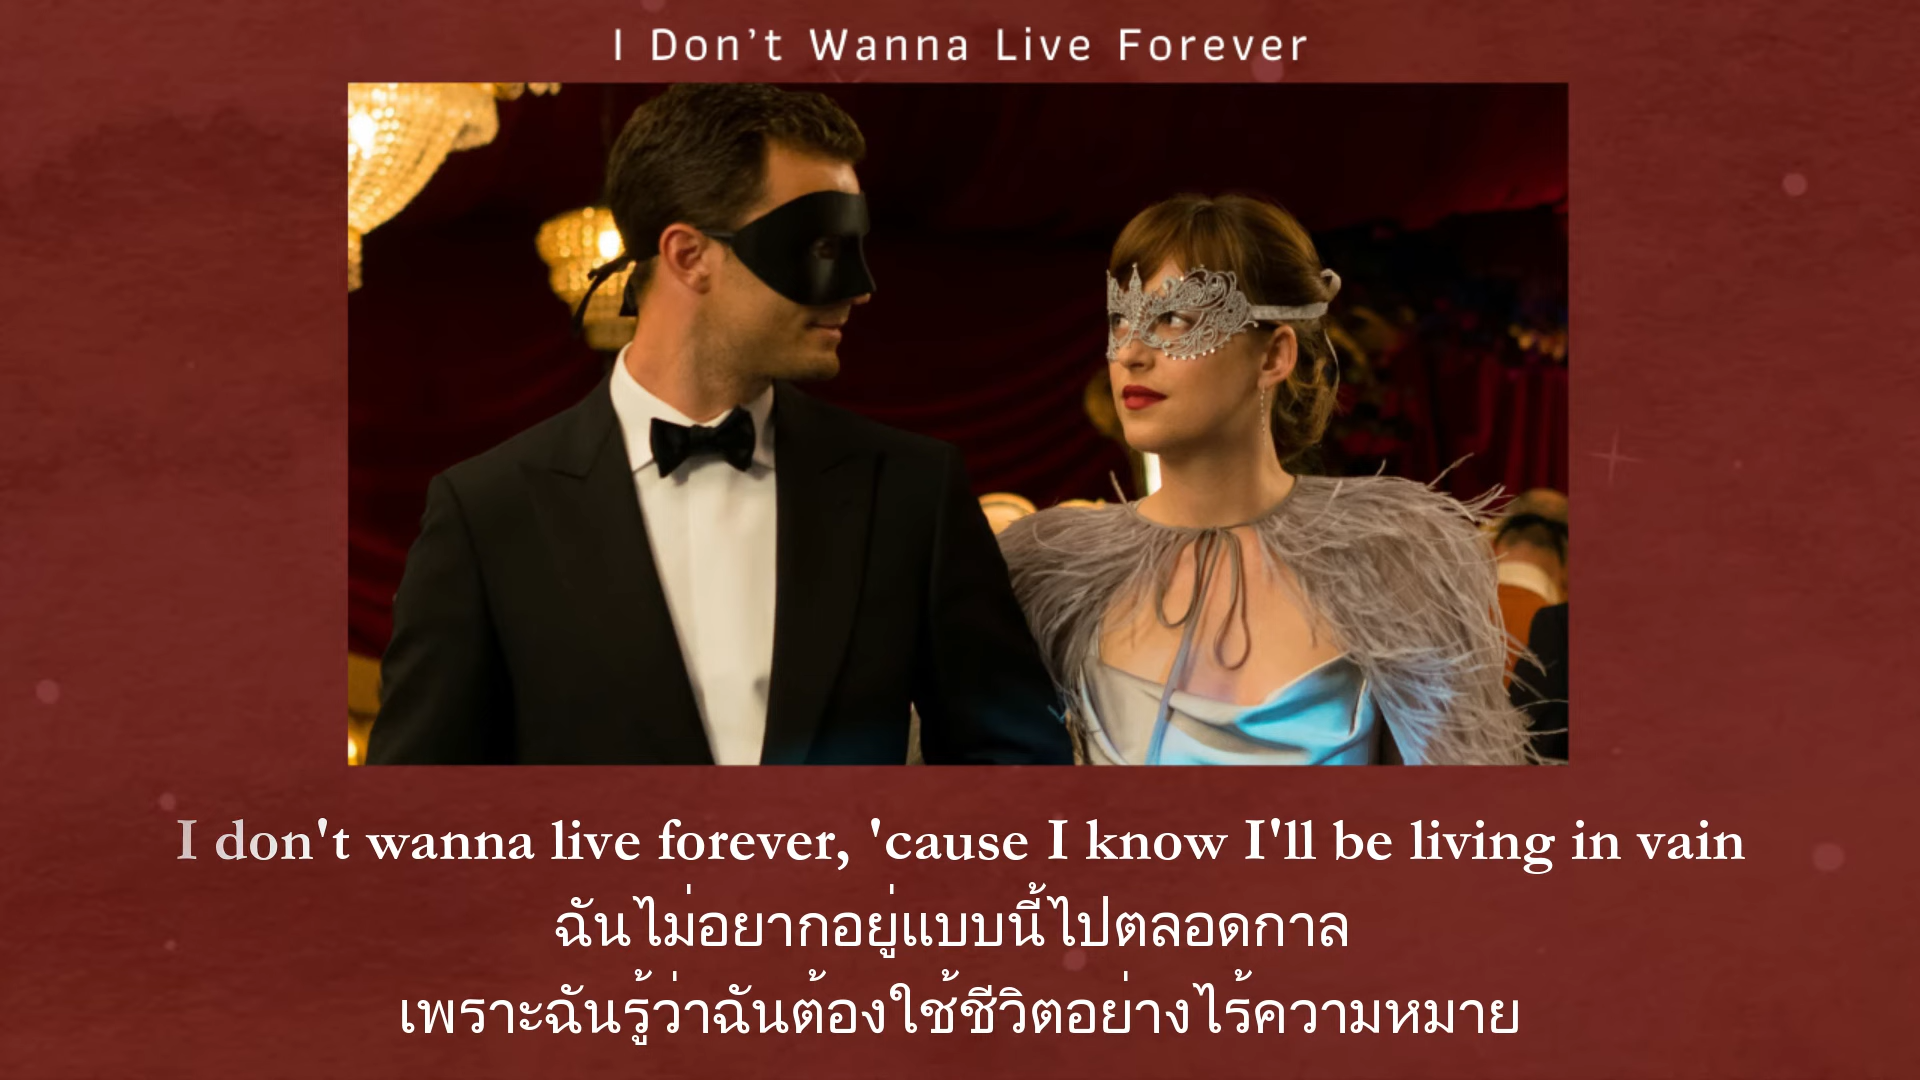 I Don’t Wanna Live Forever
I don't wanna live forever, 'cause I know I'll be living in vain
ฉันไม่อยากอยู่แบบนี้ไปตลอดกาล
เพราะฉันรู้ว่าฉันต้องใช้ชีวิตอย่างไร้ความหมาย